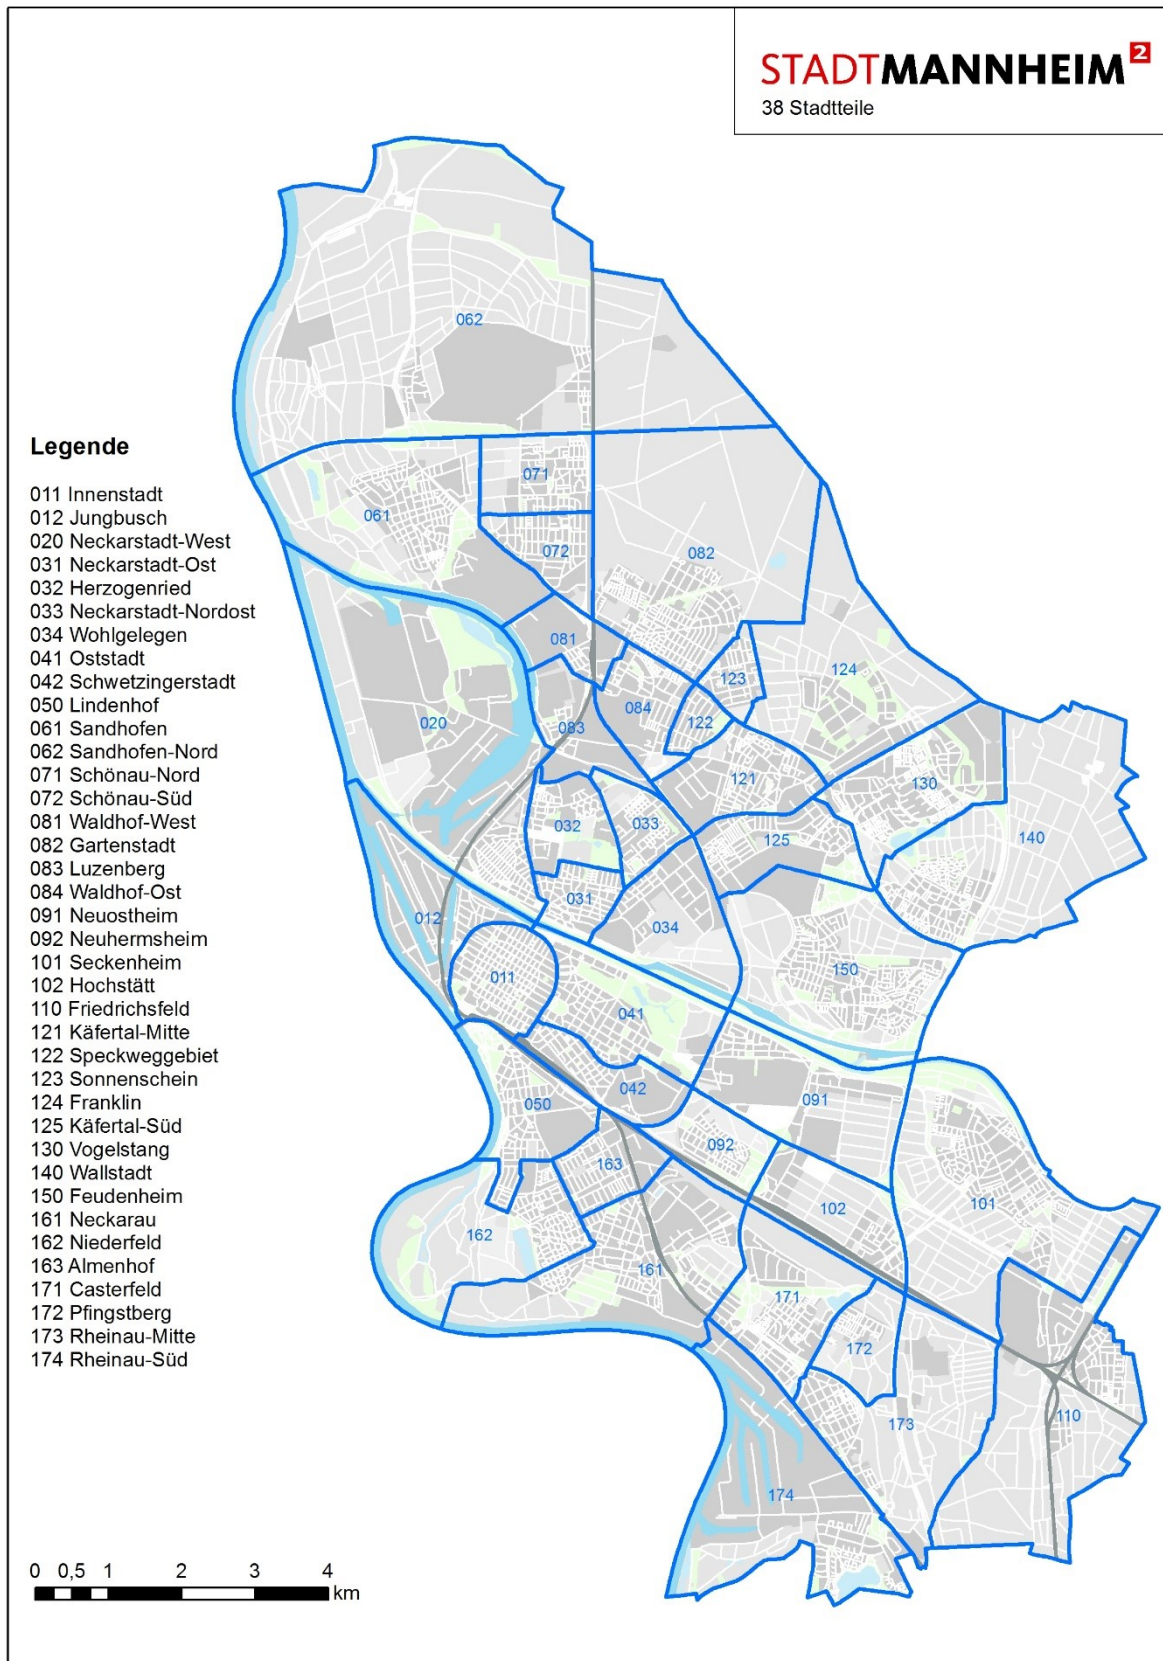 STADTMANNHEIM²
38 Stadtteile
Legende
011 Innenstadt
012 Jungbusch
020 Neckarstadt-West
031 Neckarstadt-Ost
032 Herzogenried
033 Neckarstadt-Nordost
034 Wohlgelegen
041 Oststadt
042 Schwetzingerstadt
050 Lindenhof
061 Sandhofen
062 Sandhofen-Nord
071 Schönau-Nord
072 Schönau-Süd
081 Waldhof-West
082 Gartenstadt
083 Luzenberg
084 Waldhof-Ost
091 Neuostheim
092 Neuhermsheim
101 Seckenheim
102 Hochstätt
110 Friedrichsfeld
121 Käfertal-Mitte
122 Speckweggebiet
123 Sonnenschein
124 Franklin
125 Käfertal-Süd
130 Vogelstang
140 Wallstadt
150 Feudenheim
161 Neckarau
162 Niederfeld
163 Almenhof
171 Casterfeld
172 Pfingstberg
173 Rheinau-Mitte
174 Rheinau-Süd
062
071
061
072
082
081
123
124
084
122
020
083
121
130
032
033
125
140
031
034
012
150
011
041
042
091
050
092
163
101
102
162
161
171
172
110
173
174
0 0,5 1 2 3 4
km